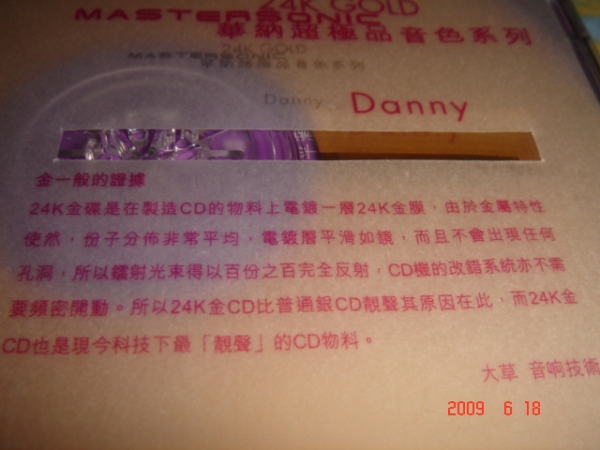 24K GOLD
MASTERSONIC
華納超極品音色系列
24K GOLD
MASTERSONIC
華納超極品音色系列
Danny Danny
金一般的證據
24K金碟是在製造CD的物料上電鍍一層24K金膜，由於金屬特性
使然，份子分佈非常平均，電鍍層平滑如鏡，而且不會出現任何
孔洞，所以鐳射光束得以百份之百完全反射，CD機的改錯系統亦不需
要頻密開動。所以24K金CD比普通銀CD靚聲其原因在此，而24K金
CD也是現今科技下最「靚聲」的CD物料。
大草 音响技術
2009 6 18